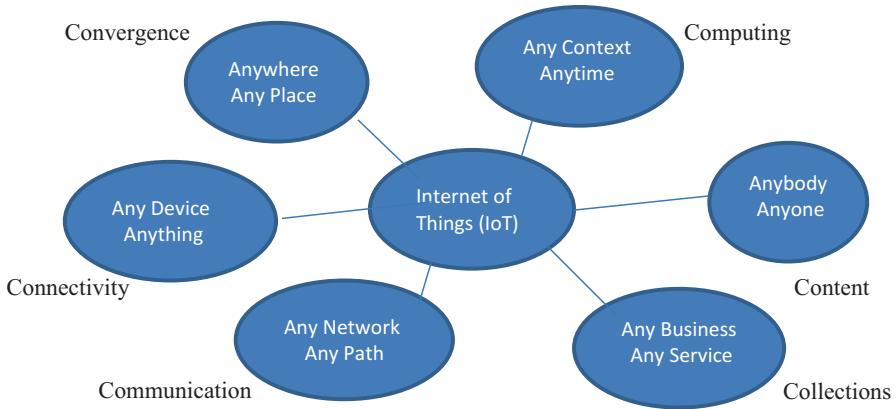 Convergence
Computing
Anywhere
Any Place
Any Context
Anytime
Any Device
Anything
Internet of
Things (IoT)
Anybody
Anyone
Connectivity
Content
Any Network
Any Path
Any Business
Any Service
Communication
Collections